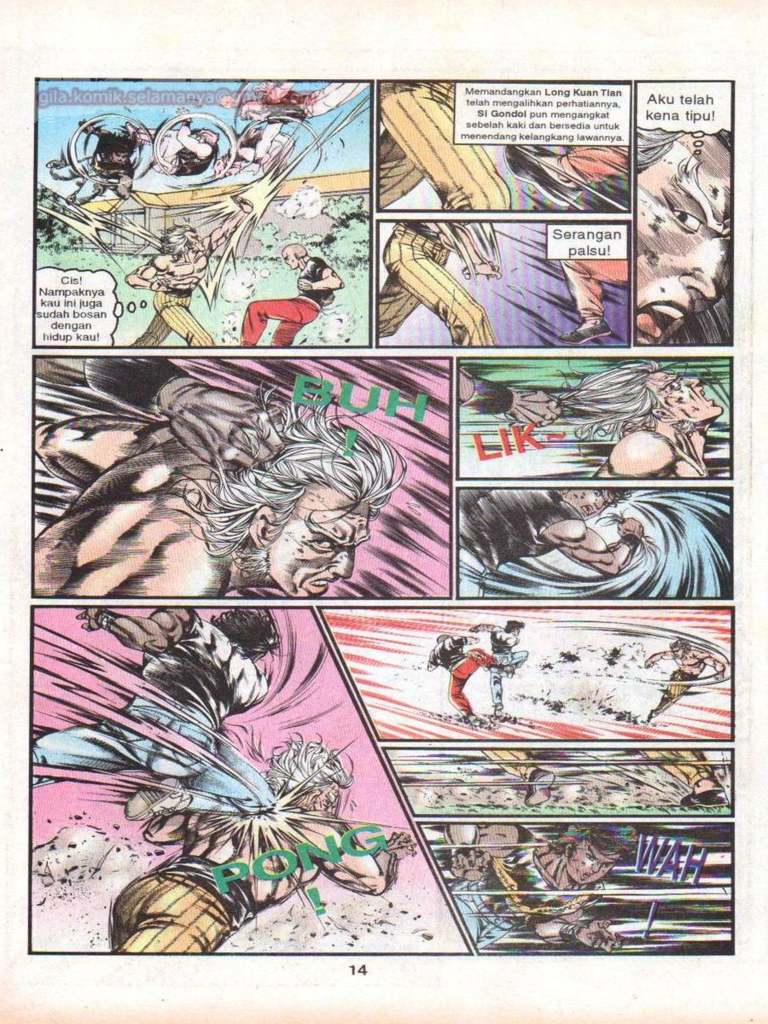 gila.komik.selamanya@
Cis!
Nampaknya
kau ini juga
sudah bosan
dengan
hidup kau!
Memandangkan Long Kuan Tian
telah mengalihkan perhatiannya,
Si Gondol pun mengangkat
sebelah kaki dan bersedia untuk
menendang kelangkang lawannya.
Serangan
palsu!
Aku telah
kena tipu!
BUH
!
LIK~
PONG
!
WAH
!
14